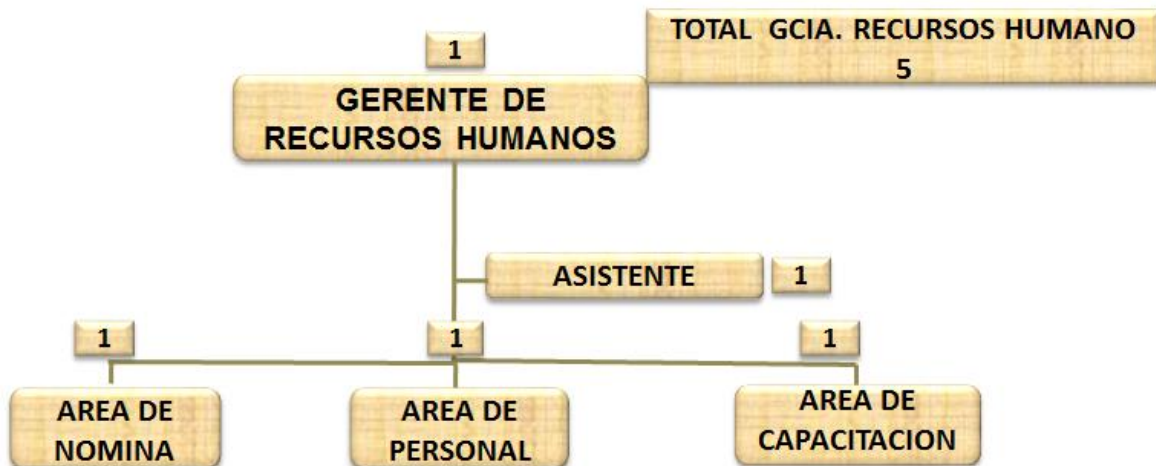 TOTAL GCIA. RECURSOS HUMANO
5
1
GERENTE DE
RECURSOS HUMANOS
ASISTENTE
1
1
1
1
AREA DE
NOMINA
AREA DE
PERSONAL
AREA DE
CAPACITACION